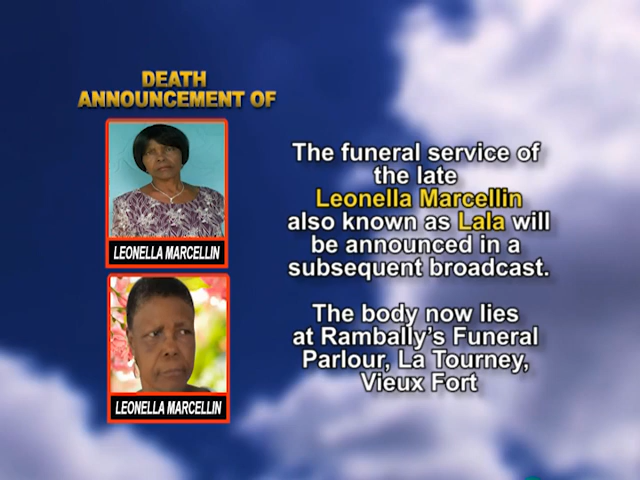 DEATH
ANNOUNCEMENT OF
LEONELLA MARCELLIN
LEONELLA MARCELLIN
The funeral service of
the late
Leonella Marcellin
also known as Lala will
be announced in a
subsequent broadcast.
The body now lies
at Rambally's Funeral
Parlour, La Tourney,
Vieux Fort